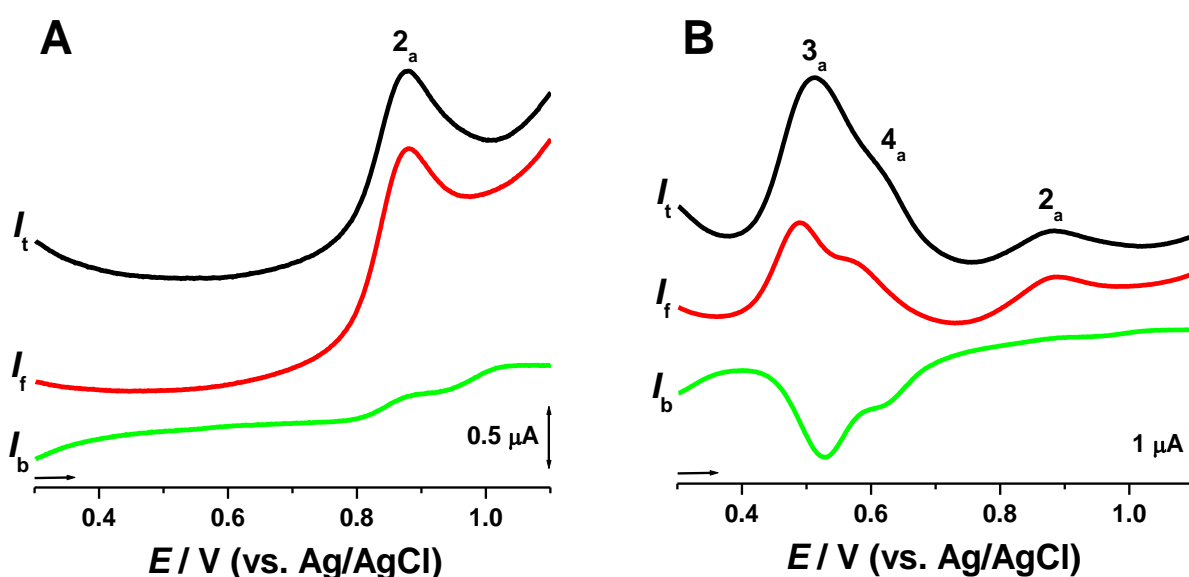 A
2a
It
If
Ib
0.5 µA
0.4 0.6 0.8 1.0
E / V (vs. Ag/AgCl)
B
3a
4a
2a
It
If
Ib
1 µA
0.4 0.6 0.8 1.0
E / V (vs. Ag/AgCl)